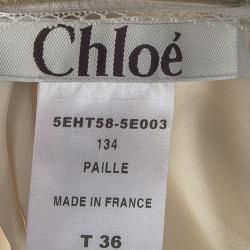 Chloé
5EHT58-5E003
134
PAILLE
MADE IN FRANCE
T 36